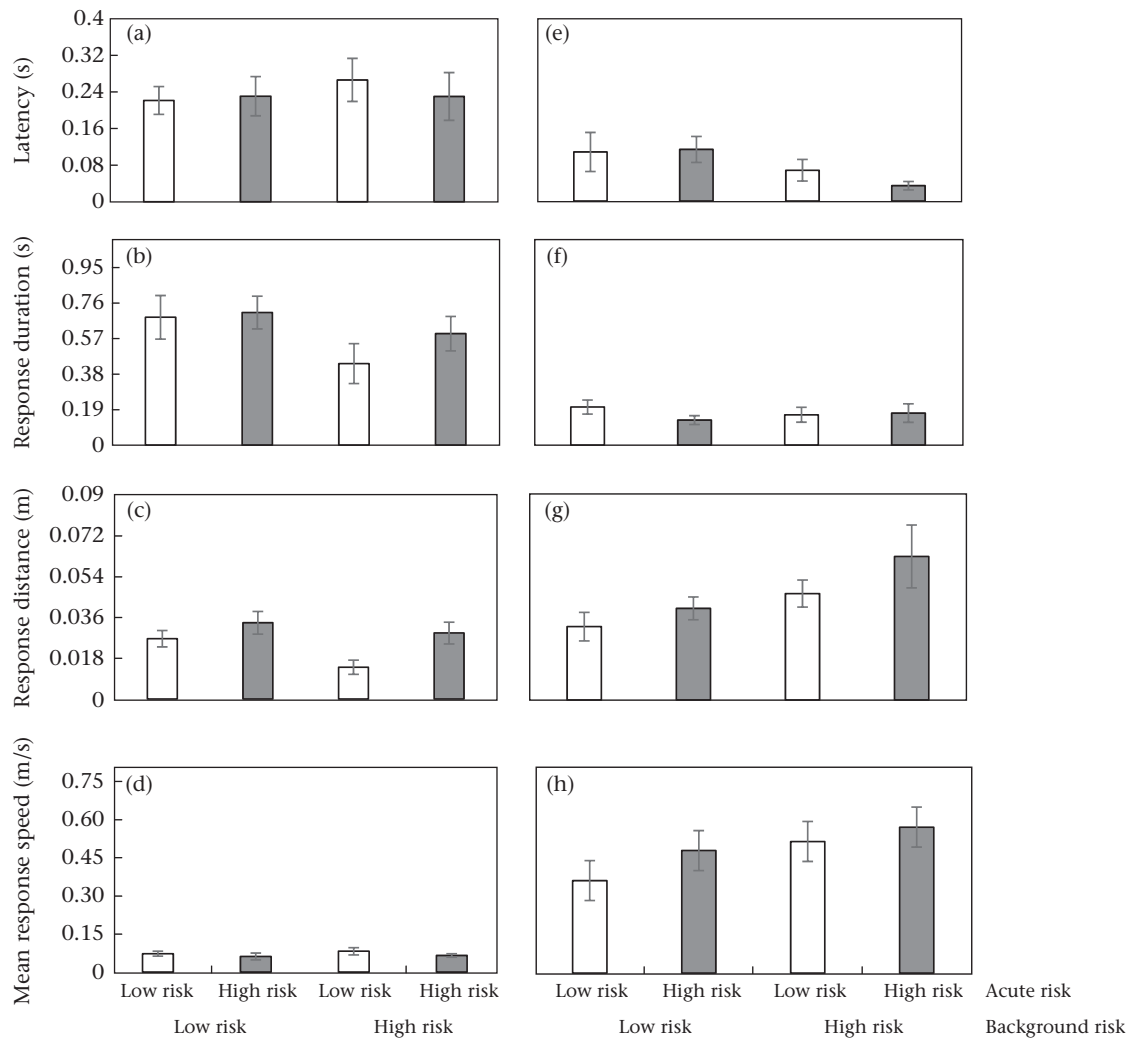 (a)
(e)
Latency (s)
0.4
0.32
0.24
0.16
0.08
0
(b)
(f)
Response duration (s)
0.95
0.76
0.57
0.38
0.19
0
(c)
(g)
Response distance (m)
0.09
0.072
0.054
0.036
0.018
0
(d)
(h)
Mean response speed (m/s)
0.75
0.60
0.45
0.30
0.15
0
Low risk High risk Low risk High risk Low risk High risk Low risk High risk Acute risk
Low risk High risk Low risk High risk Background risk